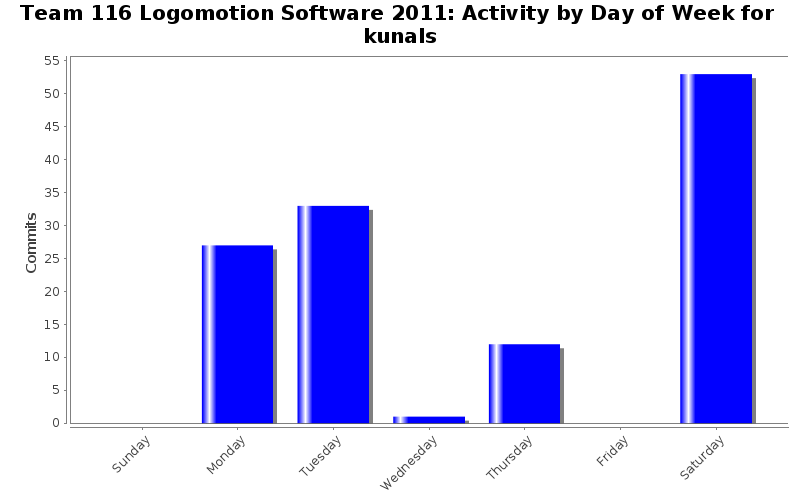 Team 116 Logomotion Software 2011: Activity by Day of Week for
kunals
55
50
45
40
35
30
25
20
15
10
5
0
Commits
Sunday
Monday
Tuesday
Wednesday
Thursday
Friday
Saturday